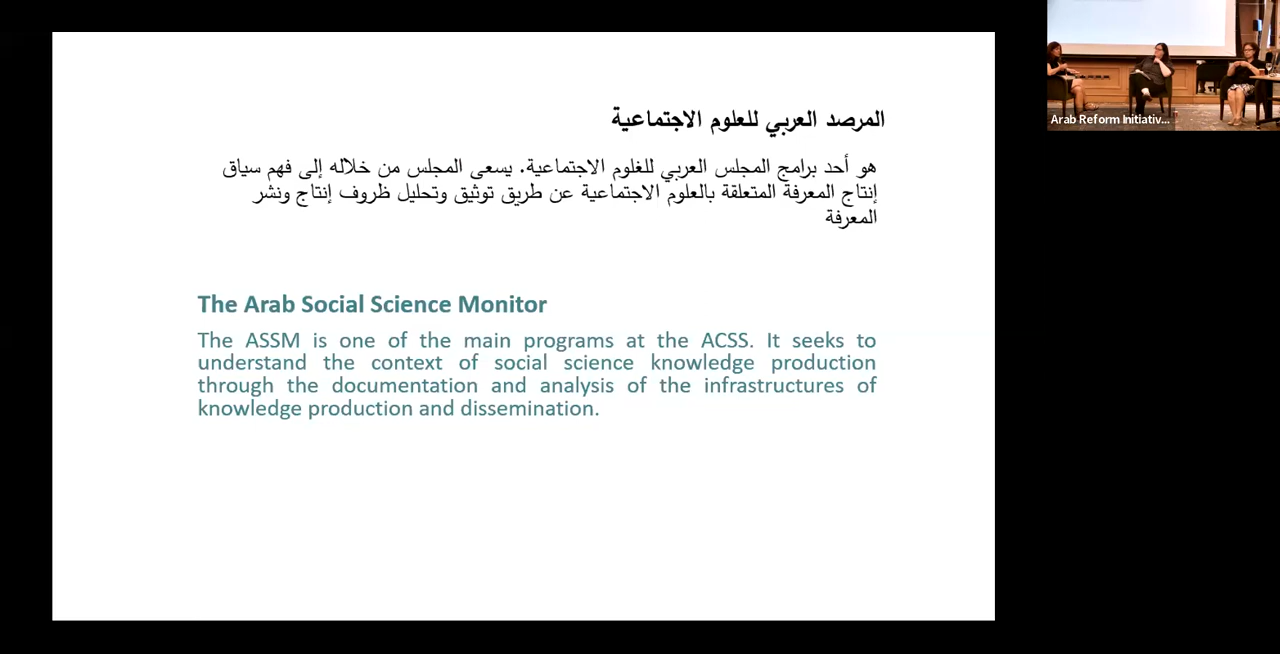 المرصد العربي للعلوم الاجتماعية
هو أحد برامج المجلس العربي للغلوم الاجتماعية. يسعى المجلس من خلاله إلى فهم سياق
إنتاج المعرفة المتعلقة بالعلوم الاجتماعية عن طريق توثيق وتحليل ظروف إنتاج ونشر
المعرفة
The Arab Social Science Monitor
The ASSM is one of the main programs at the ACSS. It seeks to
understand the context of social science knowledge production
through the documentation and analysis of the infrastructures of
knowledge production and dissemination.
Arab Reform Initiativ...